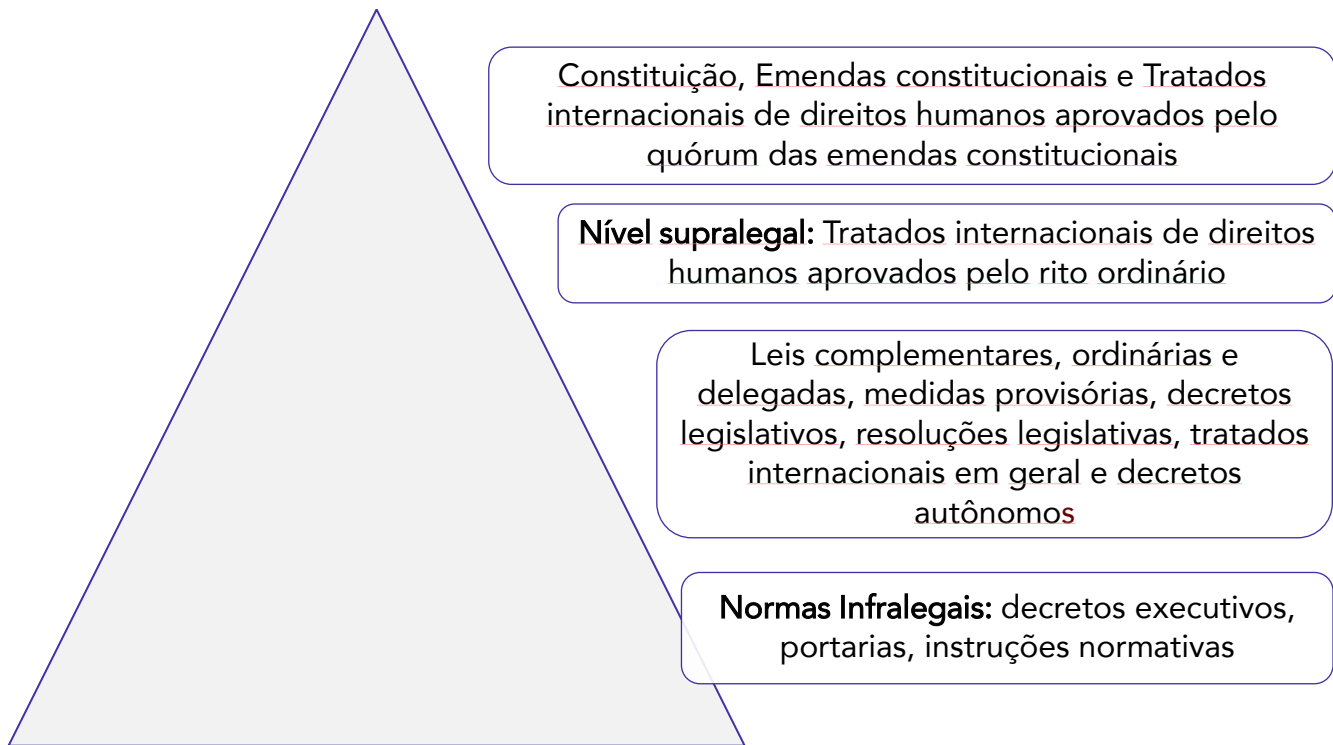 Constituição, Emendas constitucionais e Tratados
internacionais de direitos humanos aprovados pelo
quórum das emendas constitucionais
Nível supralegal: Tratados internacionais de direitos
humanos aprovados pelo rito ordinário
Leis complementares, ordinárias e
delegadas, medidas provisórias, decretos
legislativos, resoluções legislativas, tratados
internacionais em geral e decretos
autônomos
Normas Infralegais: decretos executivos,
portarias, instruções normativas